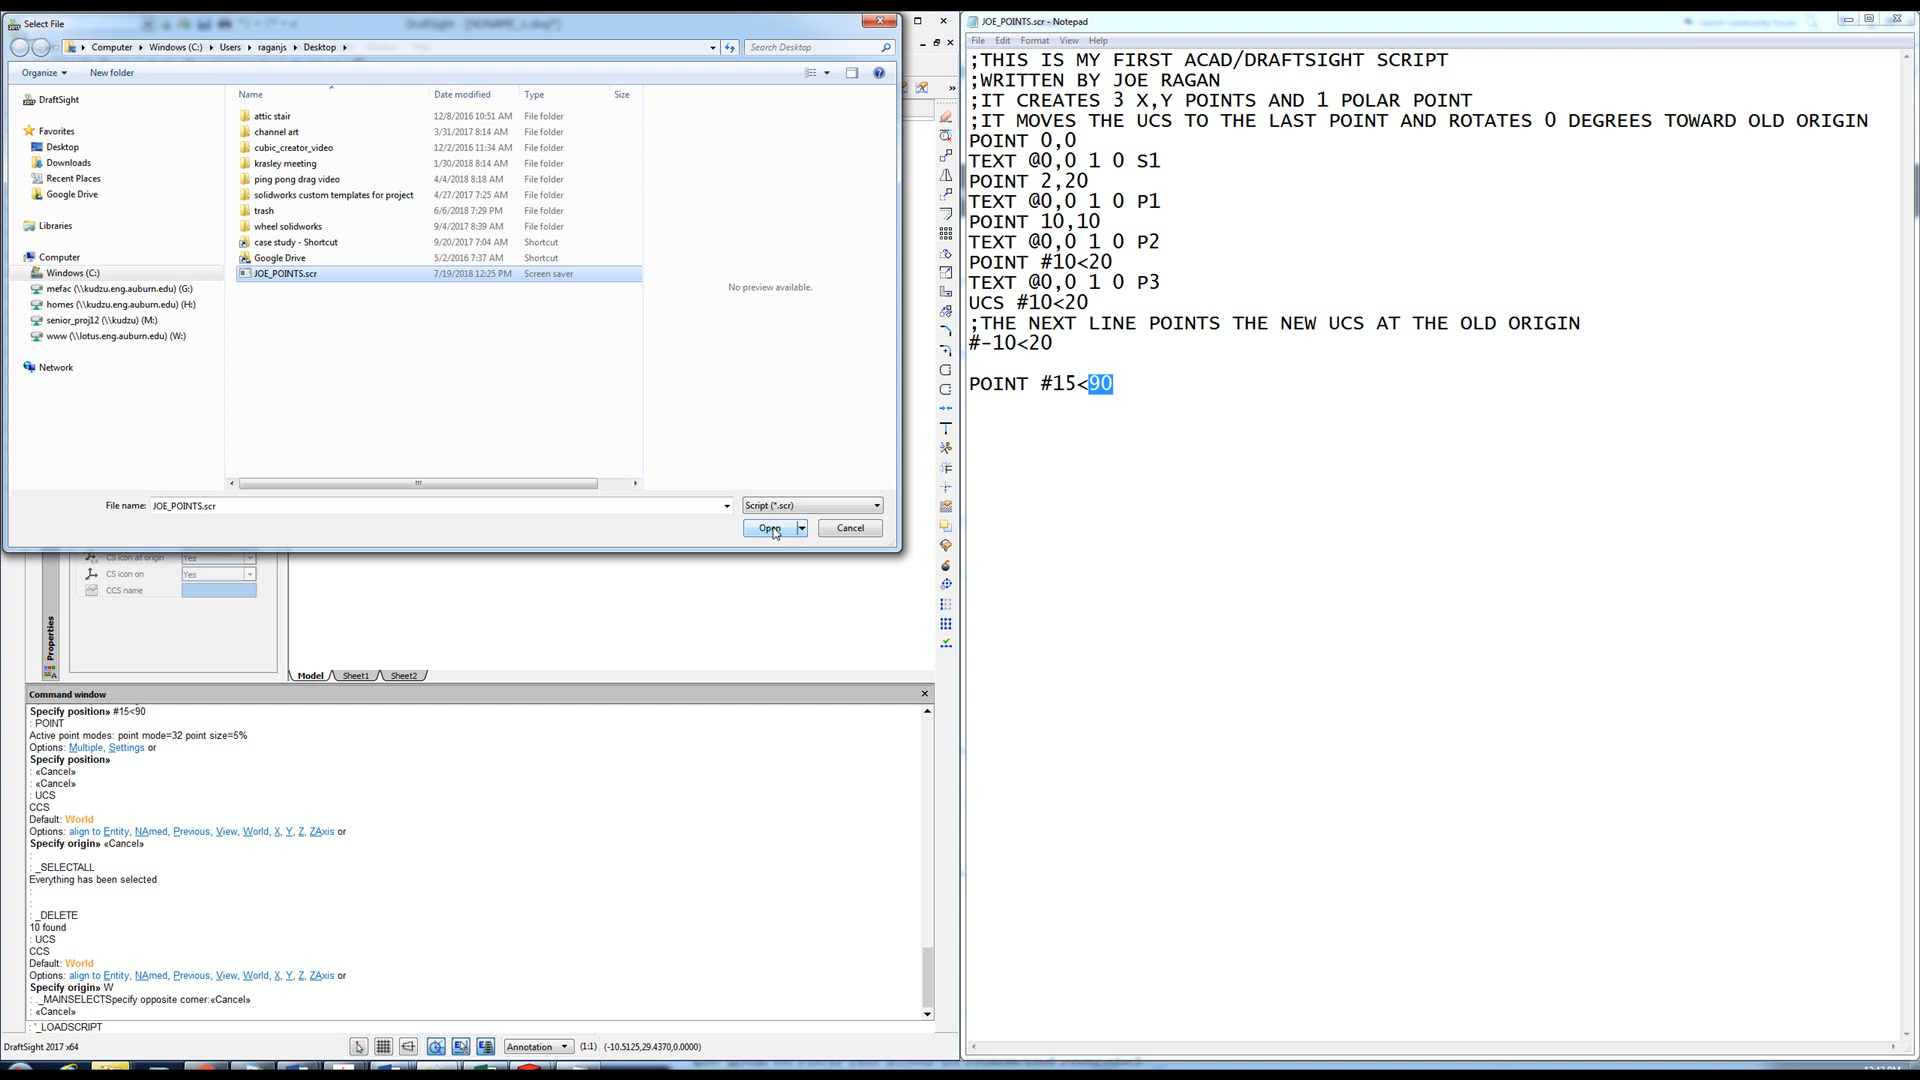 Select File
Computer ▸ Windows (C:) ▸ Users ▸ raganjs ▸ Desktop ▸
Search Desktop
Organize
New folder
Name
Date modified
Type
Size
DraftSight
Favorites
Desktop
Downloads
Recent Places
Google Drive
Libraries
Computer
Windows (C:)
mefac (\\kudzu.eng.auburn.edu) (G:)
homes (\\kudzu.eng.auburn.edu) (H:)
senior_proj12 (\\kudzu) (M:)
www (\\lotus.eng.auburn.edu) (W:)
Network
attic stair 12/8/2016 10:51 AM File folder
channel art 3/31/2017 8:14 AM File folder
cubic_creator_video 12/2/2016 11:34 AM File folder
krasley meeting 1/30/2018 8:14 AM File folder
ping pong drag video 4/4/2018 8:18 AM File folder
solidworks custom templates for project 4/27/2017 7:25 AM File folder
trash 6/6/2018 7:29 PM File folder
wheel solidworks 9/4/2017 8:39 AM File folder
case study - Shortcut 9/20/2017 7:04 AM Shortcut
Google Drive 5/2/2016 7:37 AM Shortcut
JOE_POINTS.scr 7/19/2018 12:25 PM Screen saver
No preview available.
File name: JOE_POINTS.scr
Script (*.scr)
Open
Cancel
CS icon at origin Yes
CS icon on Yes
CCS name
Properties
Model Sheet1 Sheet2
Command window
Specify position» #15<90
: POINT
Active point modes: point mode=32 point size=5%
Options: Multiple, Settings or
Specify position»
: «Cancel»
: «Cancel»
: UCS
CCS
Default: World
Options: align to Entity, NAmed, Previous, View, World, X, Y, Z, ZAxis or
Specify origin» «Cancel»
:
: _SELECTALL
Everything has been selected
:
:
: _DELETE
10 found
: UCS
CCS
Default: World
Options: align to Entity, NAmed, Previous, View, World, X, Y, Z, ZAxis or
Specify origin» W
: ._MAINSELECTSpecify opposite corner:«Cancel»
: «Cancel»
: '_LOADSCRIPT
DraftSight 2017 x64
Annotation
(1:1)
(-10.5125,29.4370,0.0000)
JOE_POINTS.scr - Notepad
File Edit Format View Help
;THIS IS MY FIRST ACAD/DRAFTSIGHT SCRIPT
;WRITTEN BY JOE RAGAN
;IT CREATES 3 X,Y POINTS AND 1 POLAR POINT
;IT MOVES THE UCS TO THE LAST POINT AND ROTATES 0 DEGREES TOWARD OLD ORIGIN
POINT 0,0
TEXT @0,0 1 0 S1
POINT 2,20
TEXT @0,0 1 0 P1
POINT 10,10
TEXT @0,0 1 0 P2
POINT #10<20
TEXT @0,0 1 0 P3
UCS #10<20
;THE NEXT LINE POINTS THE NEW UCS AT THE OLD ORIGIN
#-10<20
POINT #15<90